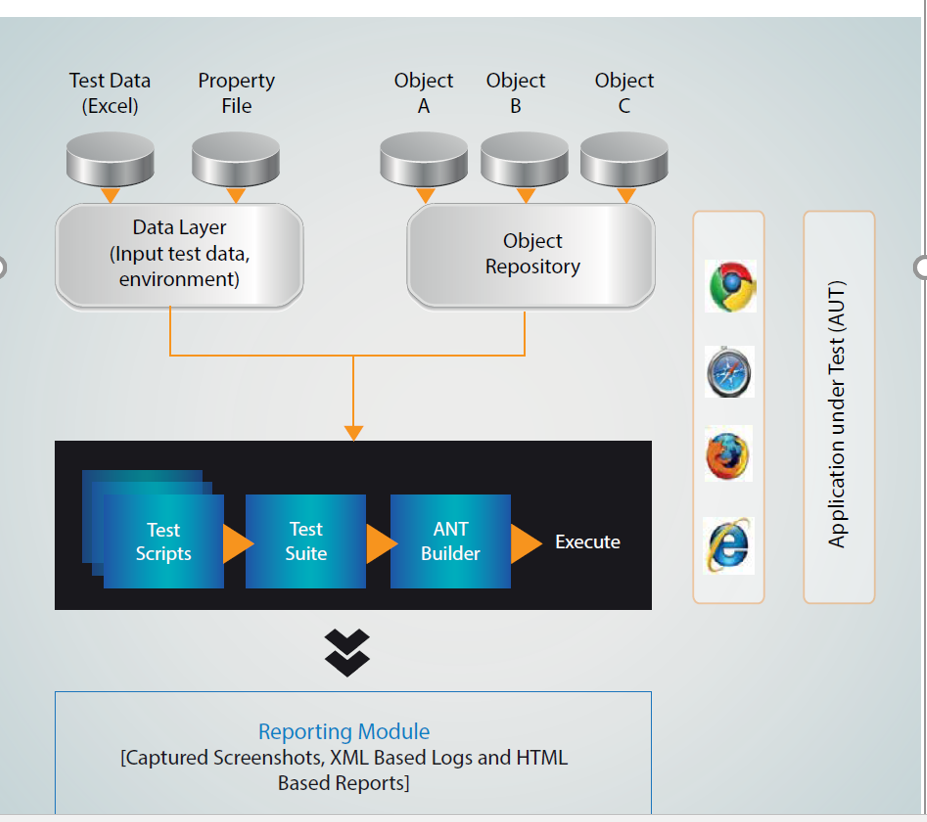 Test Data
(Excel)
Property
File
Object
A
Object
B
Object
C
Data Layer
(Input test data,
environment)
Object
Repository
Application under Test (AUT)
Test
Scripts
Test
Suite
ANT
Builder
Execute
Reporting Module
[Captured Screenshots, XML Based Logs and HTML
Based Reports]